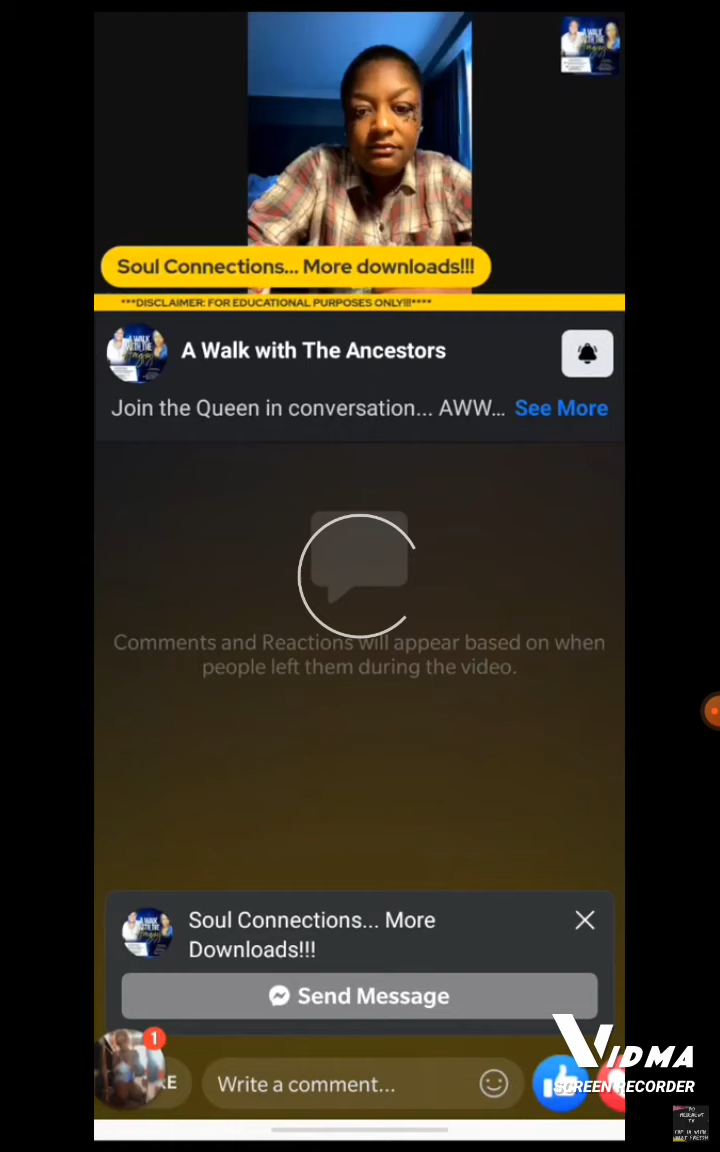 Soul Connections... More downloads!!!
***DISCLAIMER: FOR EDUCATIONAL PURPOSES ONLY!!!****
A Walk with The Ancestors
Join the Queen in conversation... AWW... See More
Comments and Reactions will appear based on when
people left them during the video.
Soul Connections... More
Downloads!!!
Send Message
1
Write a comment...
VIDMA
SCREEN RECORDER